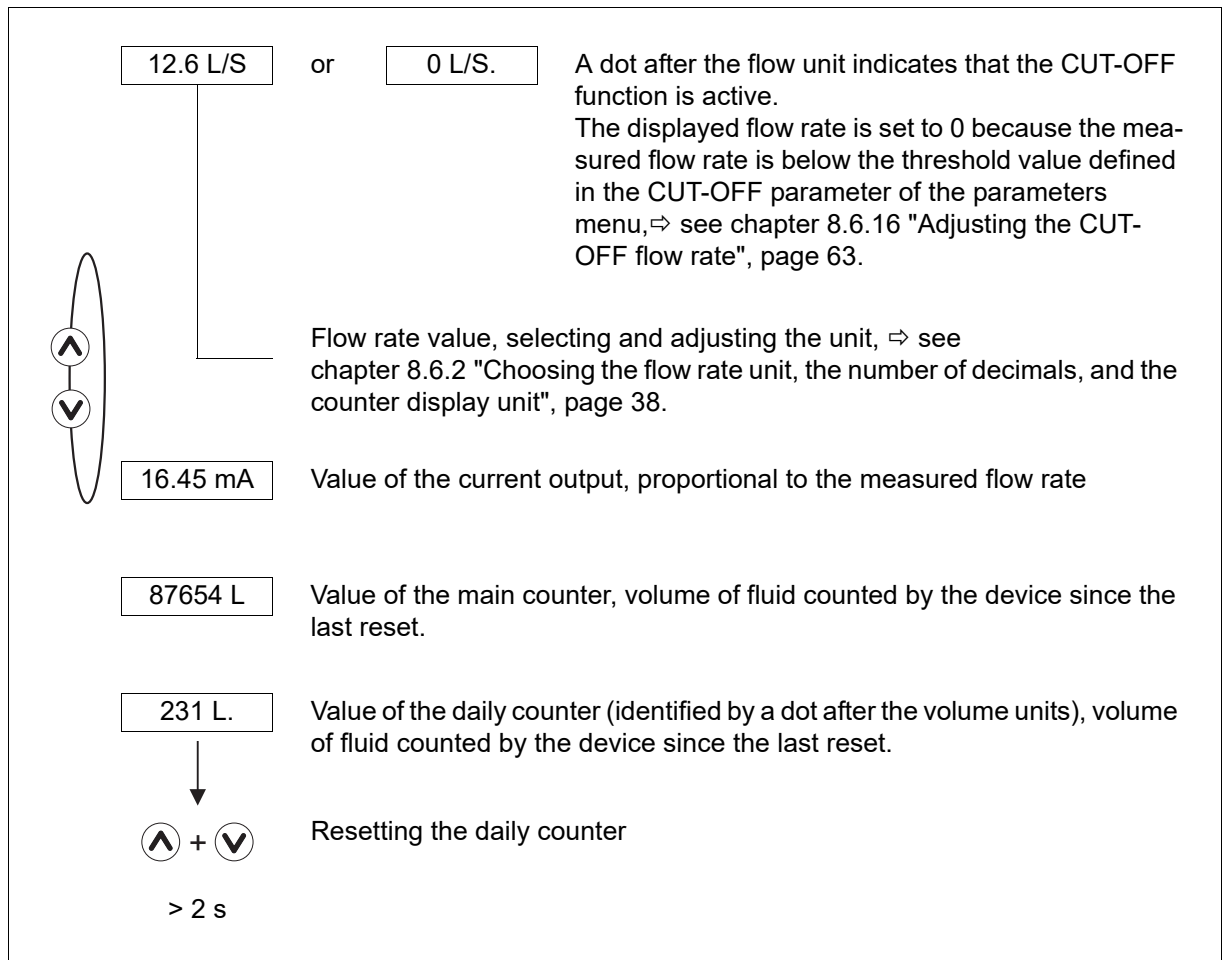 12.6 L/S or 0 L/S. A dot after the flow unit indicates that the CUT-OFF
function is active.
The displayed flow rate is set to 0 because the mea-
sured flow rate is below the threshold value defined
in the CUT-OFF parameter of the parameters
menu,⇨ see chapter 8.6.16 "Adjusting the CUT-
OFF flow rate", page 63.
Flow rate value, selecting and adjusting the unit, ⇨ see
chapter 8.6.2 "Choosing the flow rate unit, the number of decimals, and the
counter display unit", page 38.
16.45 mA Value of the current output, proportional to the measured flow rate
87654 L Value of the main counter, volume of fluid counted by the device since the
last reset.
231 L. Value of the daily counter (identified by a dot after the volume units), volume
of fluid counted by the device since the last reset.
+ Resetting the daily counter
> 2 s